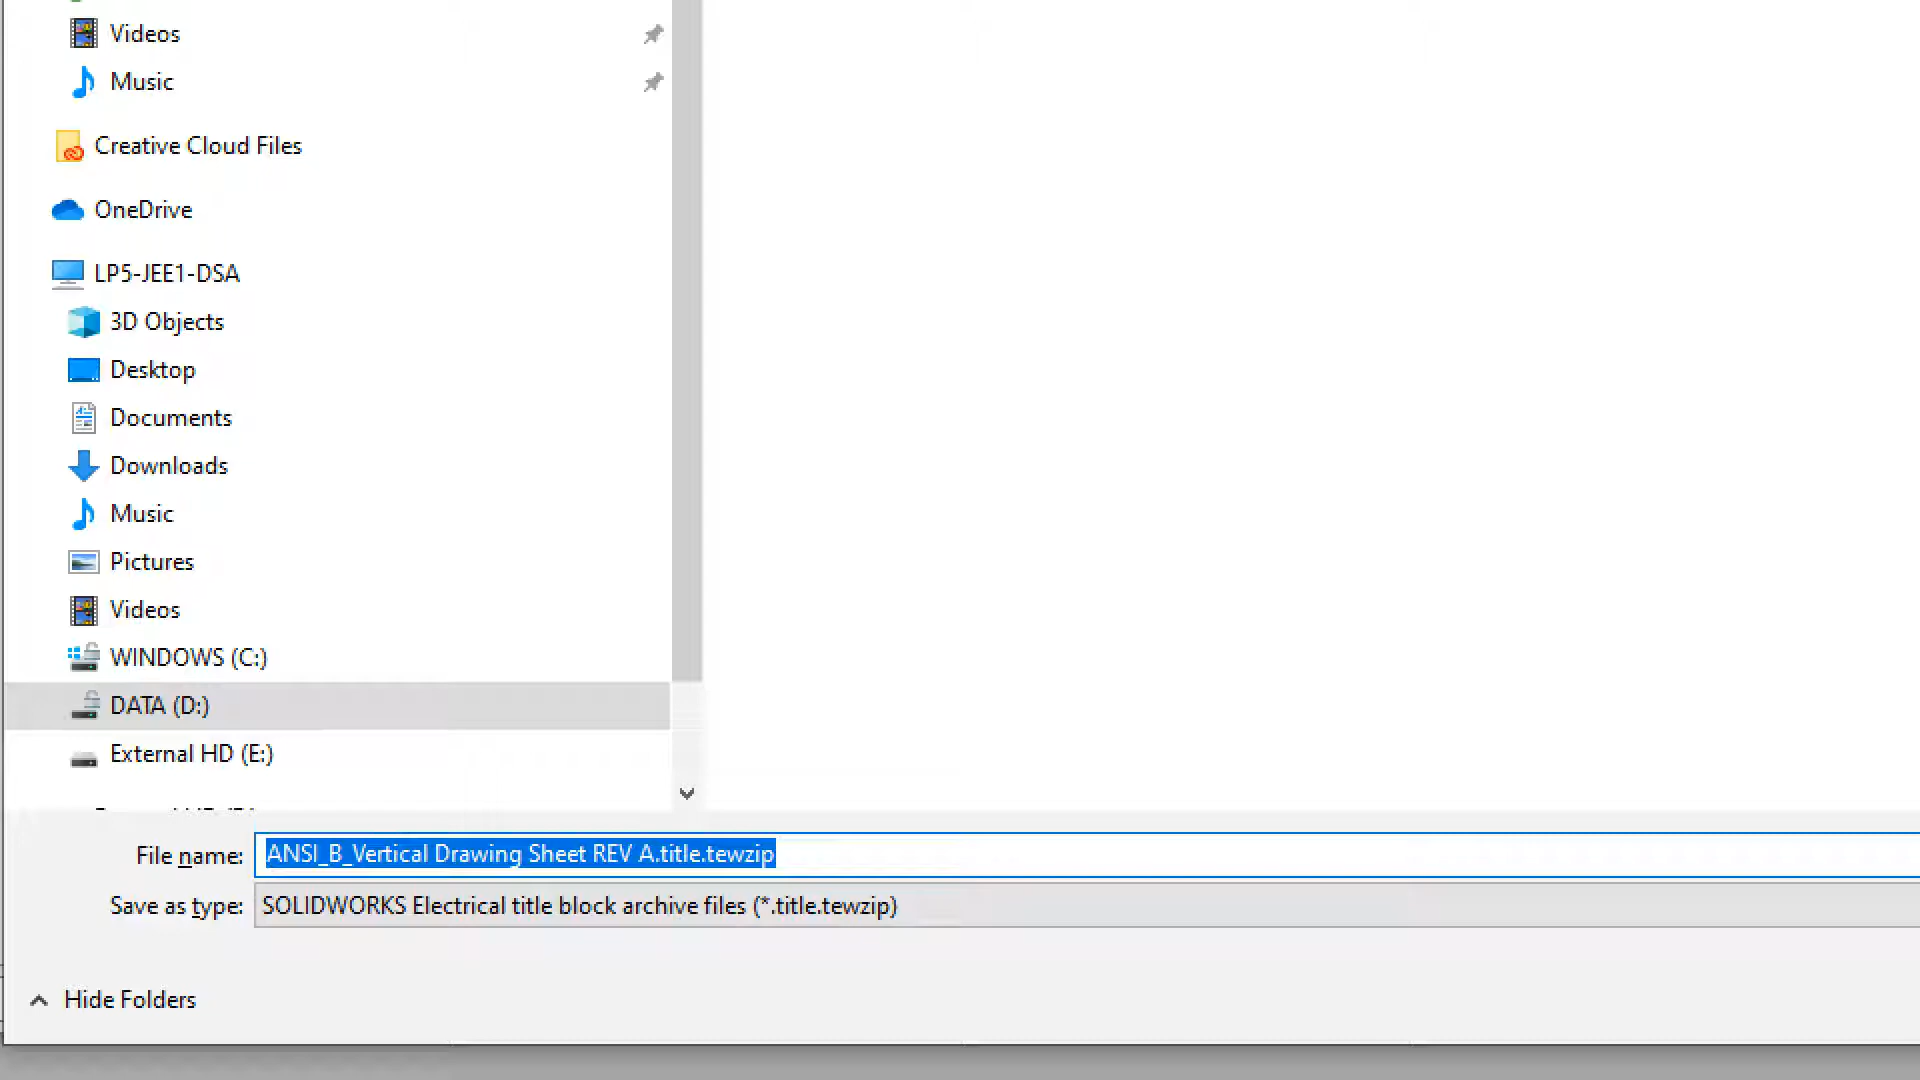 Videos
Music
Creative Cloud Files
OneDrive
LP5-JEE1-DSA
3D Objects
Desktop
Documents
Downloads
Music
Pictures
Videos
WINDOWS (C:)
DATA (D:)
External HD (E:)
File name: ANSI_B_Vertical Drawing Sheet REV A.title.tewzip
Save as type: SOLIDWORKS Electrical title block archive files (*.title.tewzip)
Hide Folders